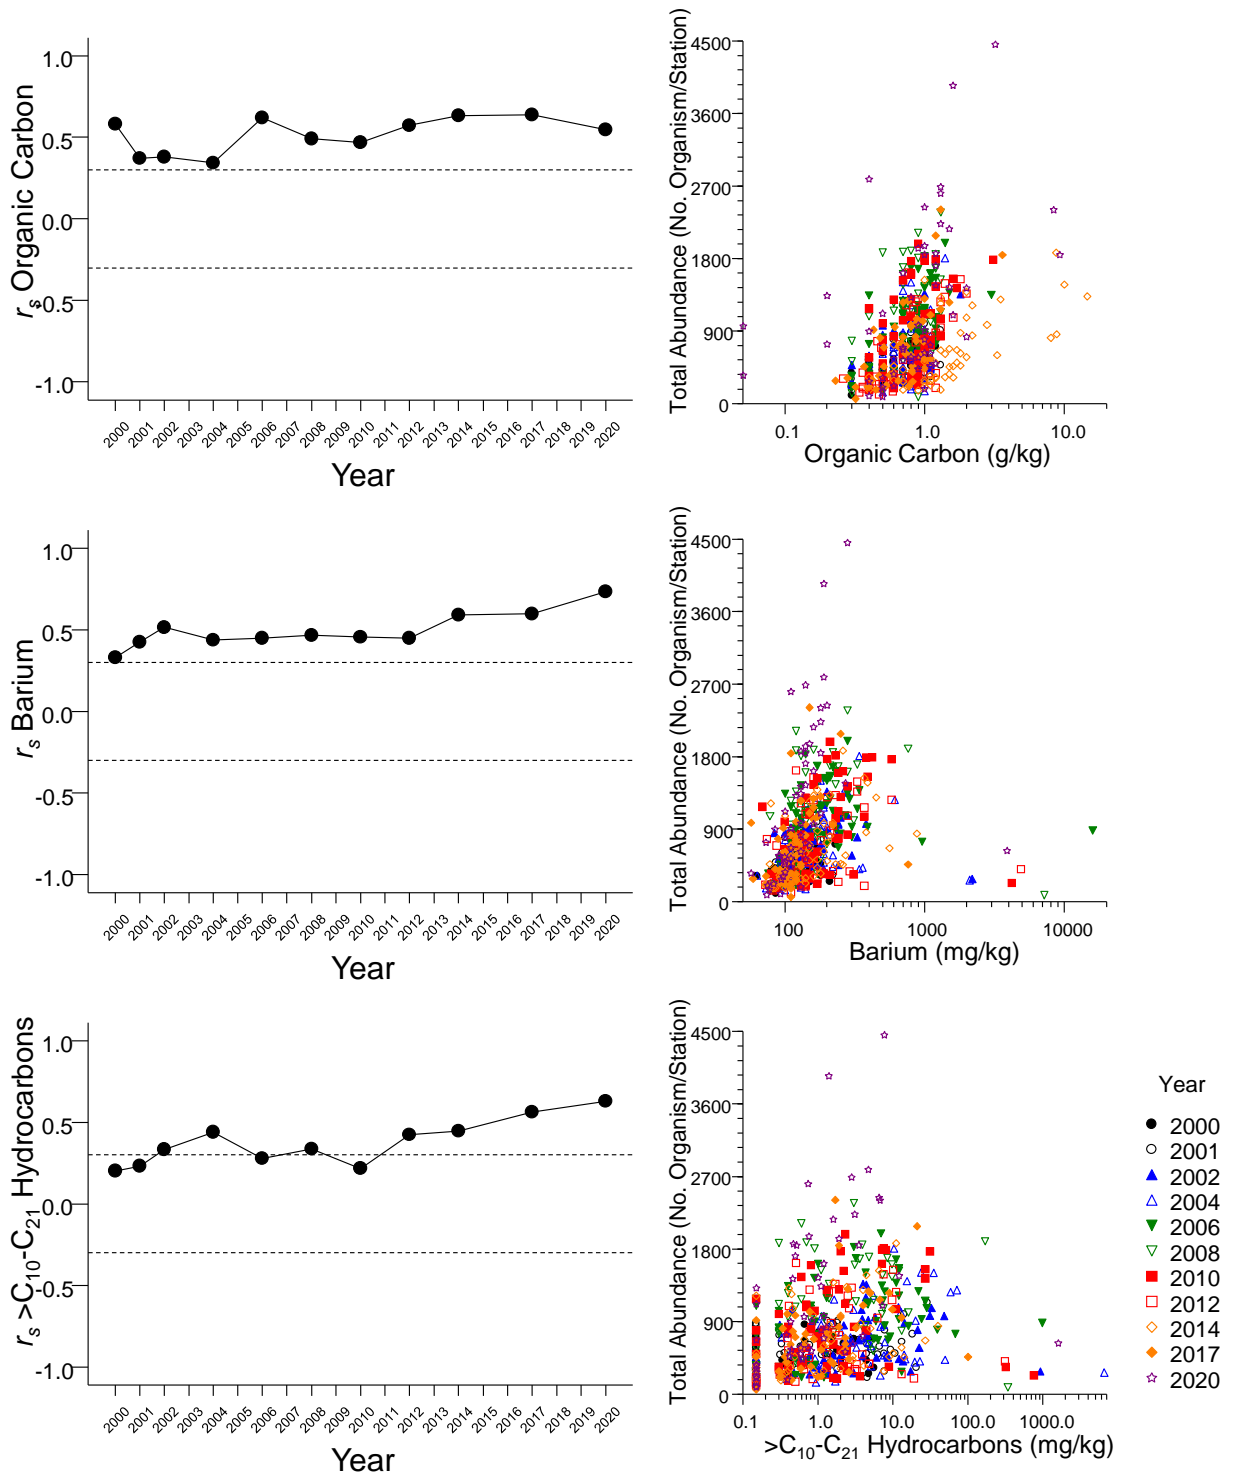 1.0
0.5
0.0
-0.5
-1.0
rs Organic Carbon
2000 2001 2002 2003 2004 2005 2006 2007 2008 2009 2010 2011 2012 2013 2014 2015 2016 2017 2018 2019 2020
Year
4500
3600
2700
1800
900
0
Total Abundance (No. Organism/Station)
0.1 1.0 10.0
Organic Carbon (g/kg)
1.0
0.5
0.0
-0.5
-1.0
rs Barium
2000 2001 2002 2003 2004 2005 2006 2007 2008 2009 2010 2011 2012 2013 2014 2015 2016 2017 2018 2019 2020
Year
4500
3600
2700
1800
900
0
Total Abundance (No. Organism/Station)
100 1000 10000
Barium (mg/kg)
1.0
0.5
0.0
-0.5
-1.0
rs >C10-C21 Hydrocarbons
2000 2001 2002 2003 2004 2005 2006 2007 2008 2009 2010 2011 2012 2013 2014 2015 2016 2017 2018 2019 2020
Year
4500
3600
2700
1800
900
0
Total Abundance (No. Organism/Station)
0.1 1.0 10.0 100.0 1000.0
>C10-C21 Hydrocarbons (mg/kg)
Year
2000
2001
2002
2004
2006
2008
2010
2012
2014
2017
2020